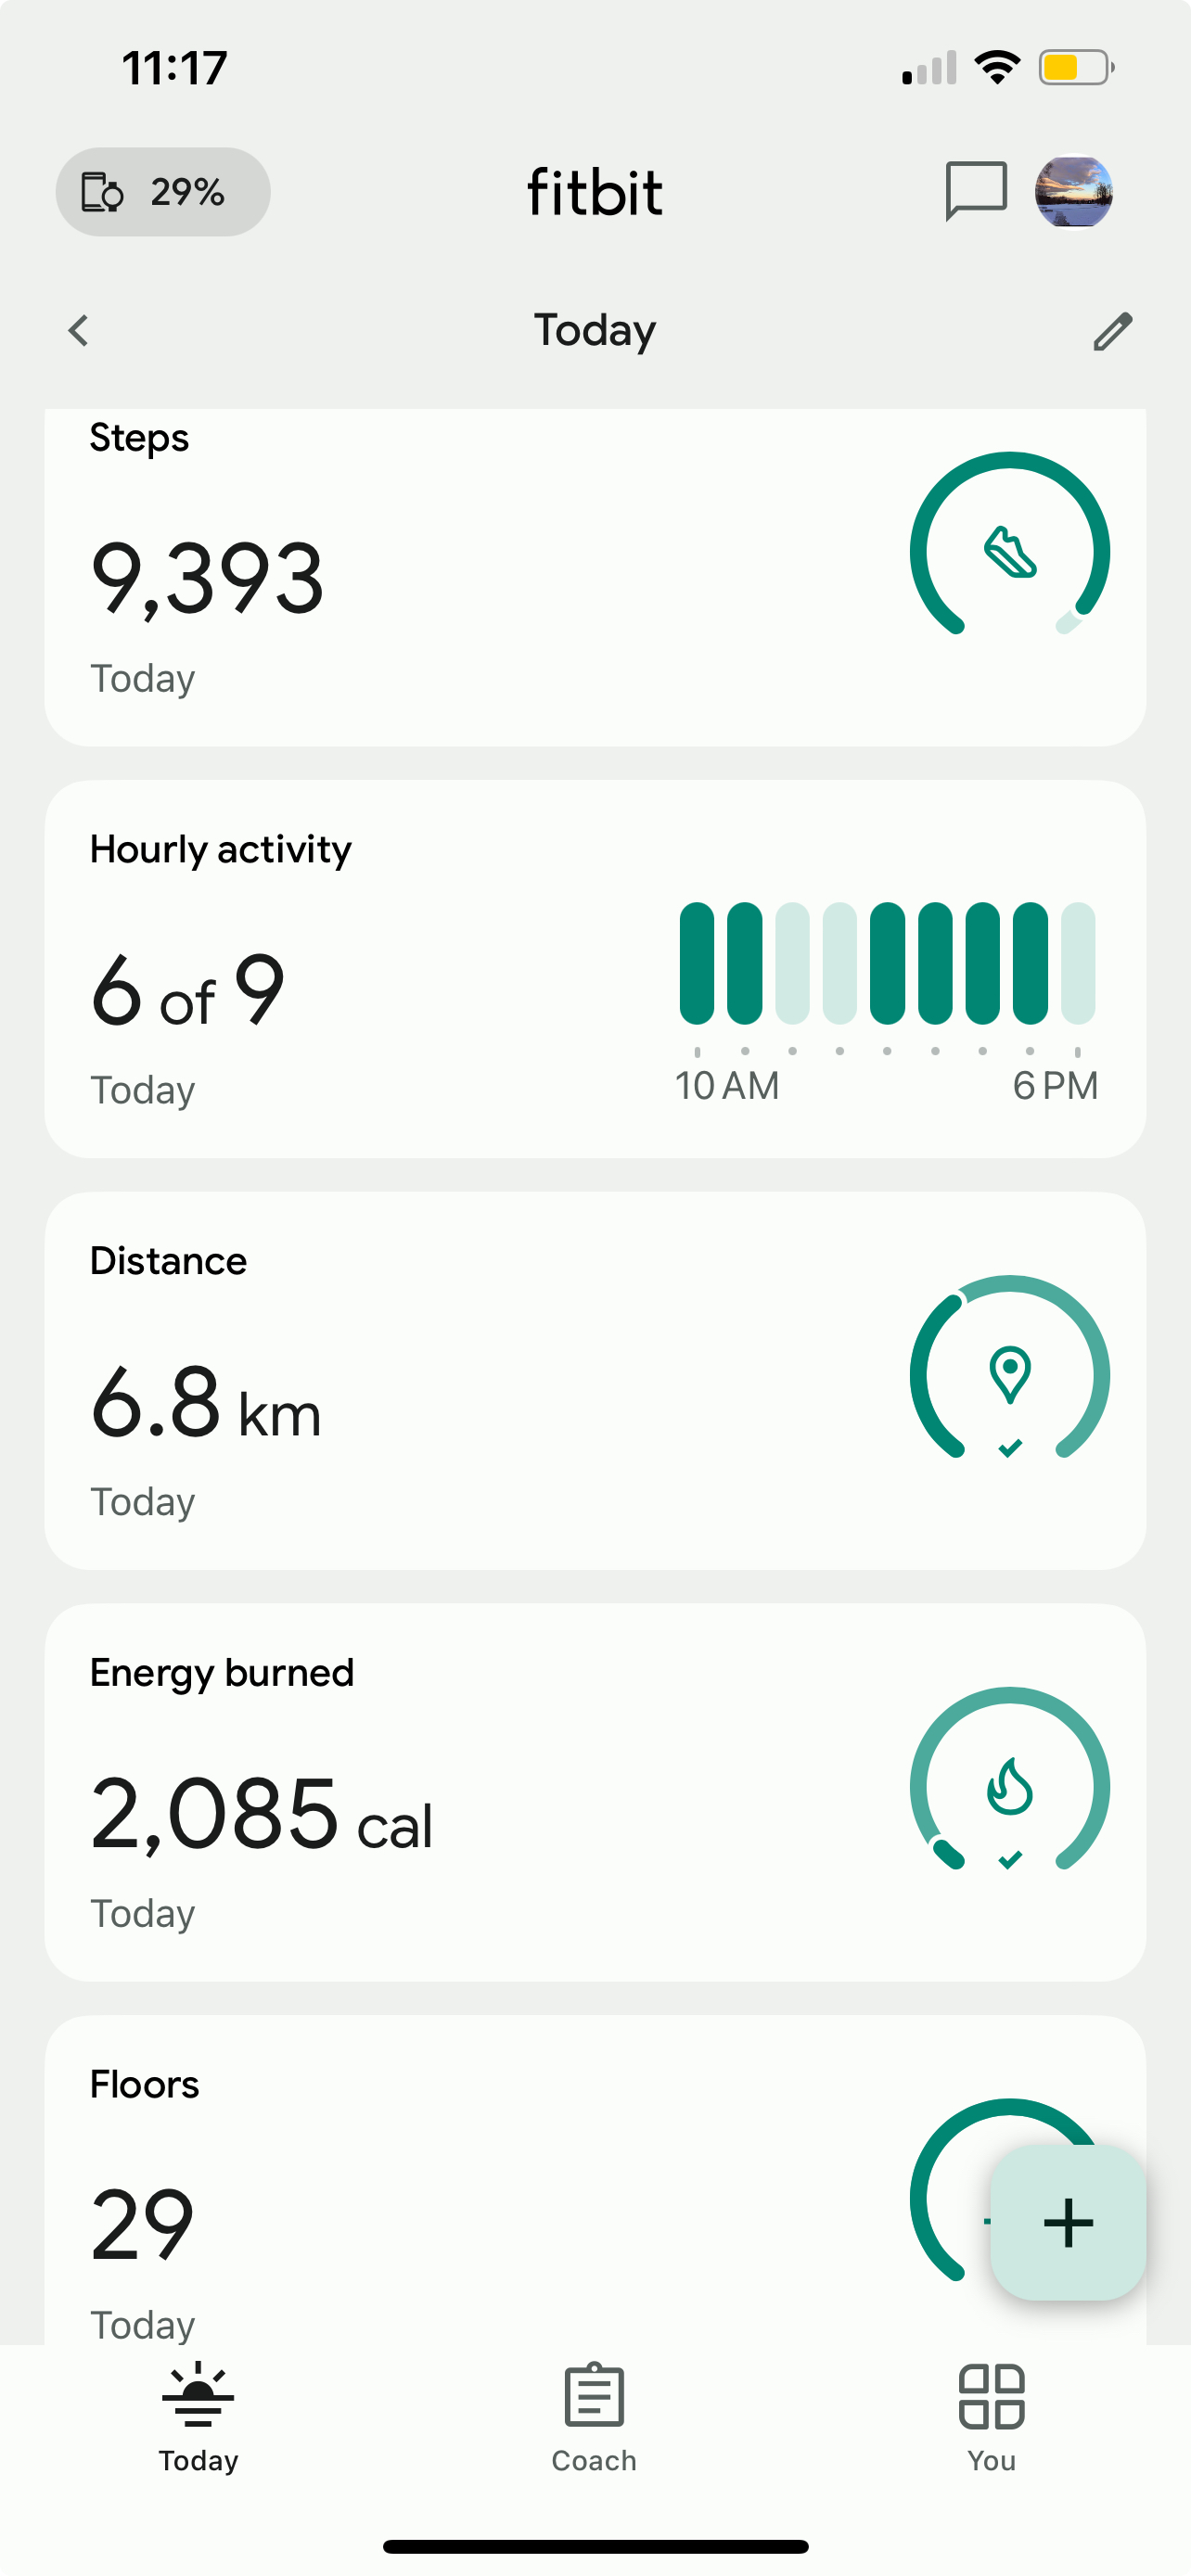 11:17
29%
fitbit
Today
Steps
9,393
Today
Hourly activity
6 of 9
Today
10 AM
6 PM
Distance
6.8 km
Today
Energy burned
2,085 cal
Today
Floors
29
Today
Today
Coach
You